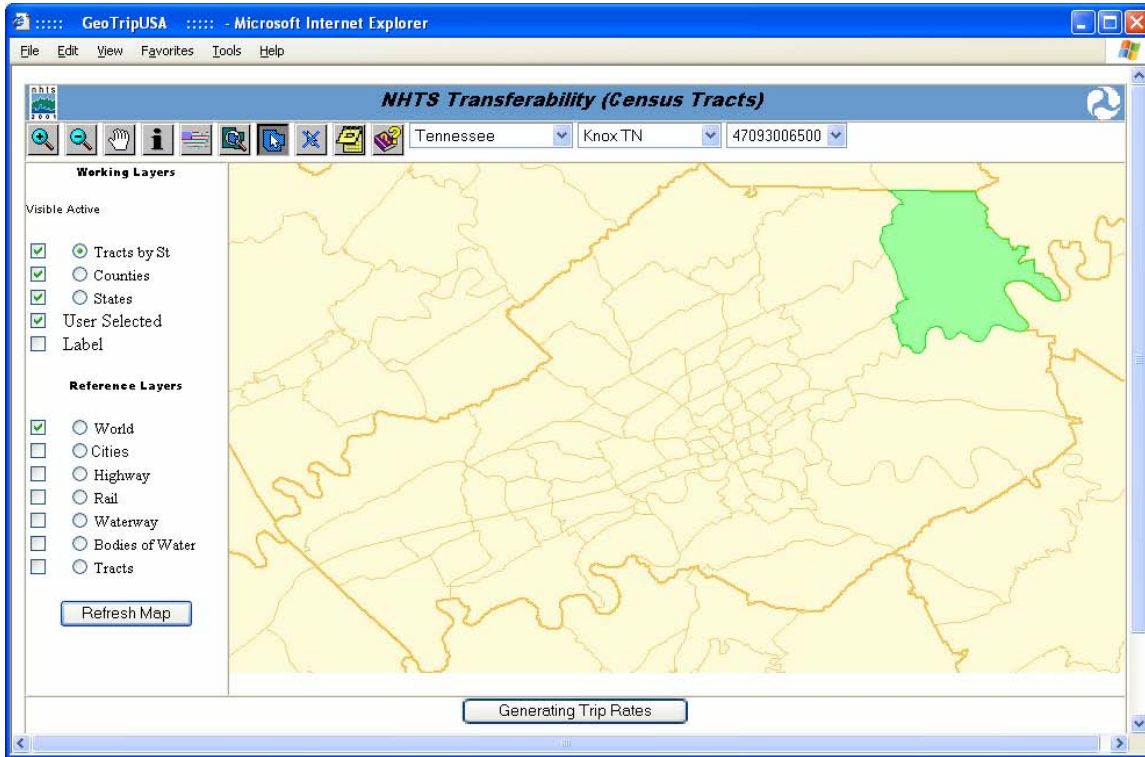 ::::: GeoTripUSA ::::: - Microsoft Internet Explorer
File Edit View Favorites Tools Help
nhts
2001
NHTS Transferability (Census Tracts)
Tennessee Knox TN 47093006500
Working Layers
Visible Active
Tracts by St
Counties
States
User Selected
Label
Reference Layers
World
Cities
Highway
Rail
Waterway
Bodies of Water
Tracts
Refresh Map
Generating Trip Rates